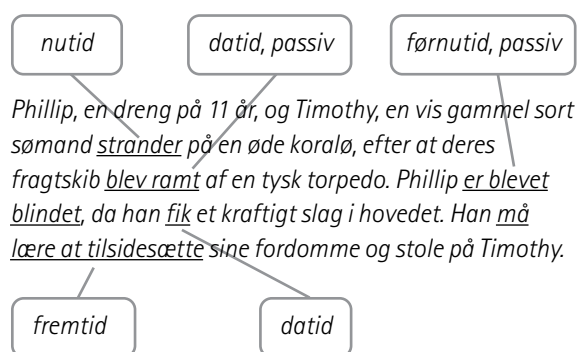 nutid
datid, passiv
førnutid, passiv
Phillip, en dreng på 11 år, og Timothy, en vis gammel sort
sømand strander på en øde koralø, efter at deres
fragtskib blev ramt af en tysk torpedo. Phillip er blevet
blindet, da han fik et kraftigt slag i hovedet. Han må
lære at tilsidesætte sine fordomme og stole på Timothy.
fremtid
datid